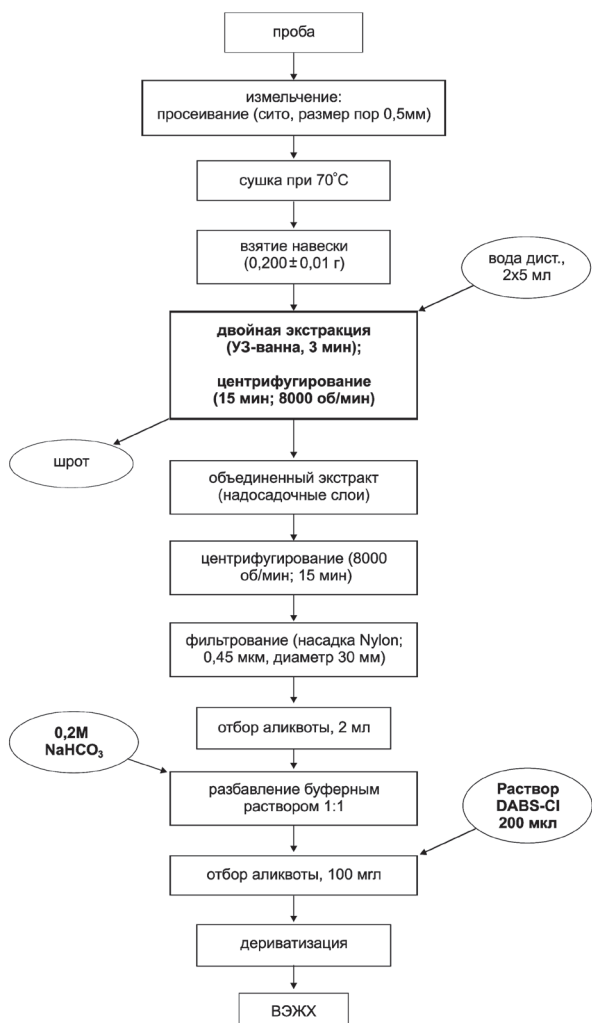 проба
измельчение:
просеивание (сито, размер пор 0,5мм)
сушка при 70°С
взятие навески
(0,200±0,01 г)
вода дист.,
2х5 мл
двойная экстракция
(УЗ-ванна, 3 мин);
центрифугирование
(15 мин; 8000 об/мин)
шрот
объединенный экстракт
(надосадочные слои)
центрифугирование (8000
об/мин; 15 мин)
фильтрование (насадка Nylon;
0,45 мкм, диаметр 30 мм)
отбор аликвоты, 2 мл
0,2М
NaHCO₃
разбавление буферным
раствором 1:1
Раствор
DABS-Cl
200 мкл
отбор аликвоты, 100 мгл
дериватизация
ВЭЖХ